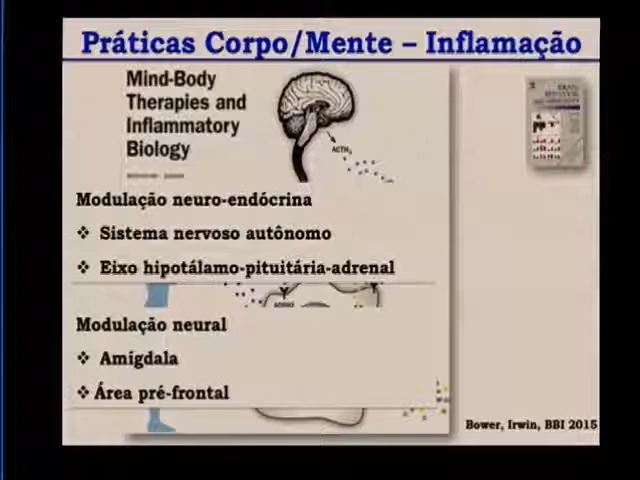 Práticas Corpo/Mente – Inflamação
Mind-Body
Therapies and
Inflammatory
Biology
ACTH
Modulação neuro-endócrina
❖ Sistema nervoso autônomo
❖ Eixo hipotálamo-pituitária-adrenal
Modulação neural
❖ Amígdala
❖ Área pré-frontal
Bower, Irwin, BBI 2015